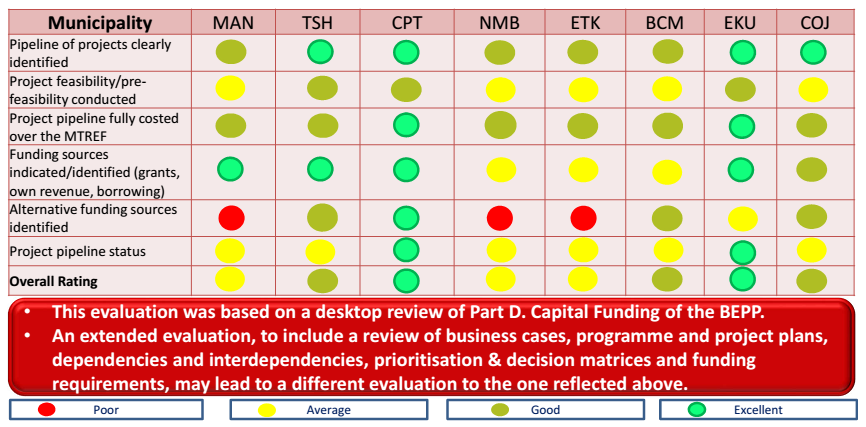 Municipality MAN TSH CPT NMB ETK BCM EKU COJ
Pipeline of projects clearly
identified
Project feasibility/pre-
feasibility conducted
Project pipeline fully costed
over the MTREF
Funding sources
indicated/identified (grants,
own revenue, borrowing)
Alternative funding sources
identified
Project pipeline status
Overall Rating
• This evaluation was based on a desktop review of Part D. Capital Funding of the BEPP.
• An extended evaluation, to include a review of business cases, programme and project plans,
dependencies and interdependencies, prioritisation & decision matrices and funding
requirements, may lead to a different evaluation to the one reflected above.
Poor Average Good Excellent